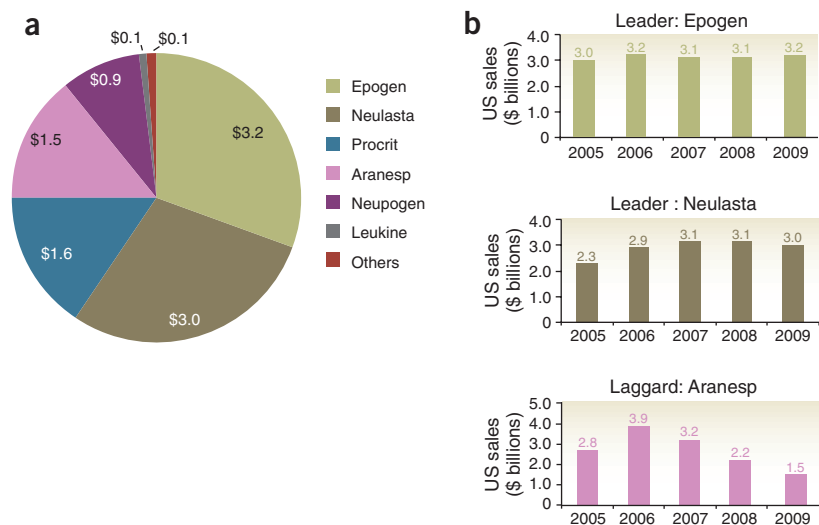 a
$0.1
$0.1
$0.9
$3.2
$1.5
$1.6
$3.0
Epogen
Neulasta
Procrit
Aranesp
Neupogen
Leukine
Others
b
Leader: Epogen
US sales
($ billions)
4.0
3.0
2.0
1.0
0
3.0 3.2 3.1 3.1 3.2
2005 2006 2007 2008 2009
Leader : Neulasta
US sales
($ billions)
4.0
3.0
2.0
1.0
0
2.3 2.9 3.1 3.1 3.0
2005 2006 2007 2008 2009
Laggard: Aranesp
US sales
($ billions)
5.0
4.0
3.0
2.0
1.0
0
2.8 3.9 3.2 2.2 1.5
2005 2006 2007 2008 2009